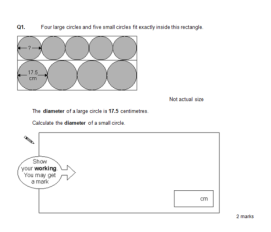 Q1. Four large circles and five small circles fit exactly inside this rectangle.
?
17.5
cm
Not actual size
The diameter of a large circle is 17.5 centimetres.
Calculate the diameter of a small circle.
Show
your working.
You may get
a mark
cm
2 marks